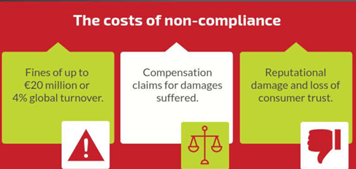 The costs of non-compliance
Fines of up to
€20 million or
4% global turnover.
Compensation
claims for damages
suffered.
Reputational
damage and loss of
consumer trust.